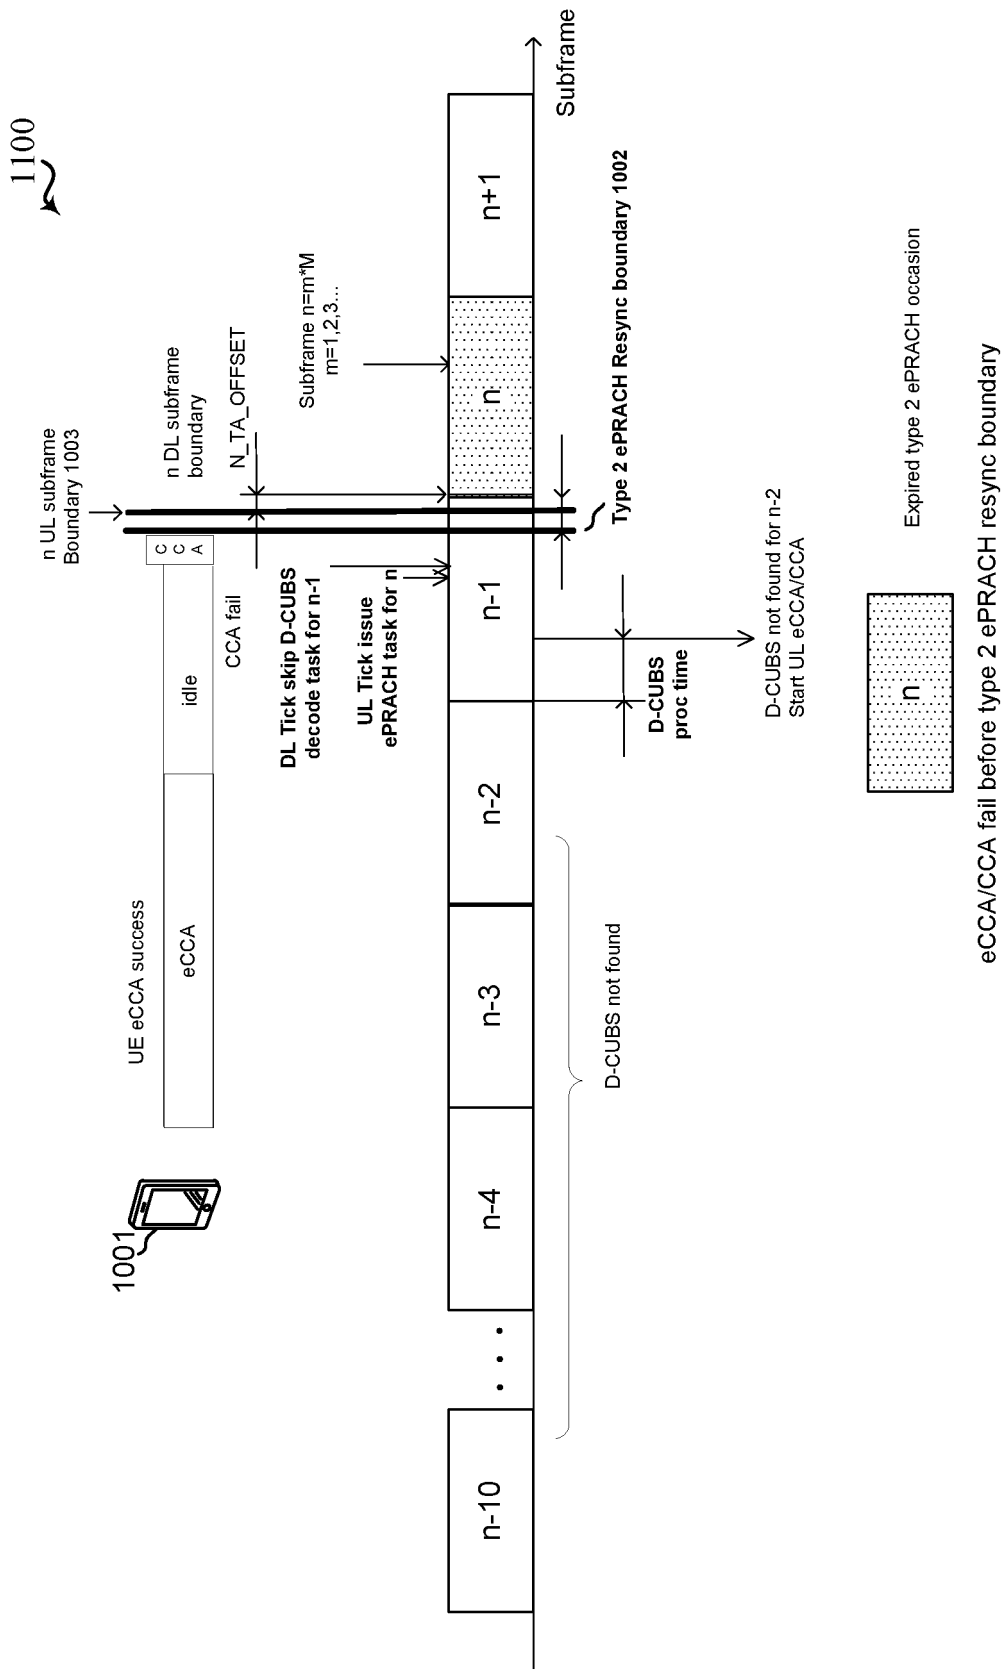 1100
n UL subframe
Boundary 1003
n DL subframe
boundary
N_TA_OFFSET
Subframe n=m*M
m=1,2,3...
UE eCCA success
1001
eCCA
idle
C
C
A
CCA fail
DL Tick skip D-CUBS
decode task for n-1
UL Tick issue
ePRACH task for n
n-10
. . .
n-4
n-3
n-2
n-1
n
n+1
Subframe
Type 2 ePRACH Resync boundary 1002
D-CUBS not found
D-CUBS
proc time
D-CUBS not found for n-2
Start UL eCCA/CCA
n
Expired type 2 ePRACH occasion
eCCA/CCA fail before type 2 ePRACH resync boundary